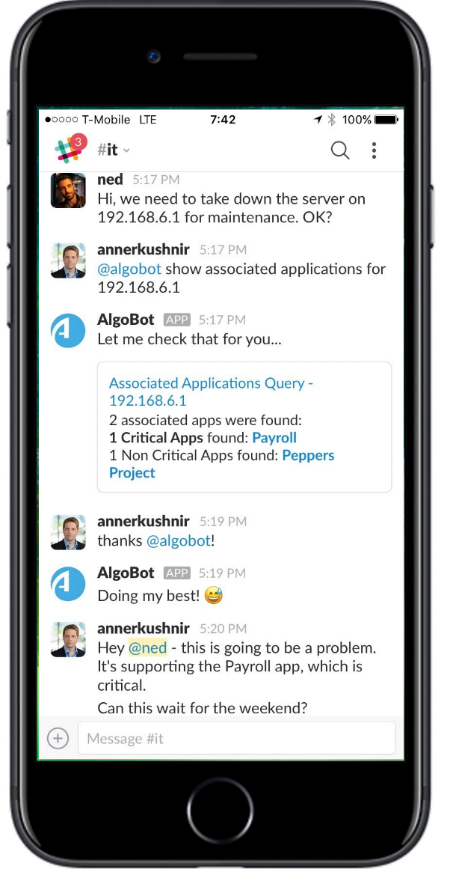 T-Mobile LTE 7:42 100%
3
#it
ned 5:17 PM
Hi, we need to take down the server on
192.168.6.1 for maintenance. OK?
annerkushnir 5:17 PM
@algobot show associated applications for
192.168.6.1
AlgoBot APP 5:17 PM
Let me check that for you...
Associated Applications Query -
192.168.6.1
2 associated apps were found:
1 Critical Apps found: Payroll
1 Non Critical Apps found: Peppers
Project
annerkushnir 5:19 PM
thanks @algobot!
AlgoBot APP 5:19 PM
Doing my best! 😅
annerkushnir 5:20 PM
Hey @ned - this is going to be a problem.
It's supporting the Payroll app, which is
critical.
Can this wait for the weekend?
Message #it